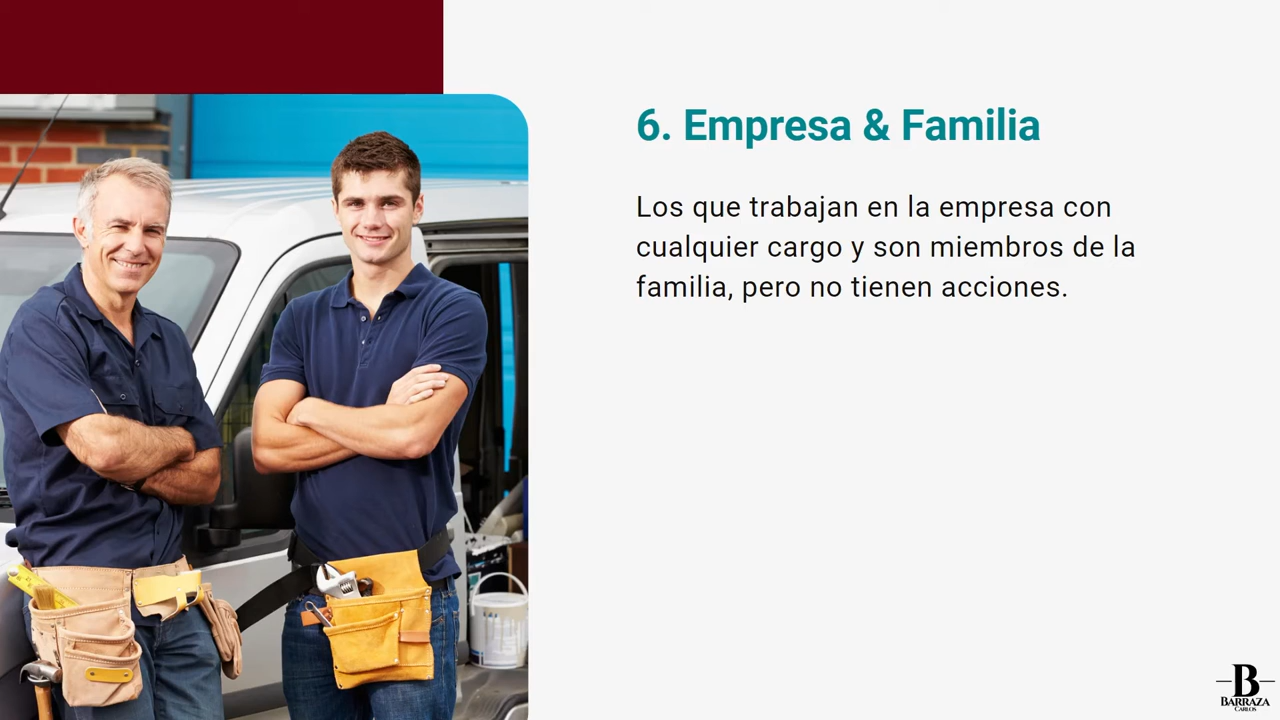 6. Empresa & Familia
Los que trabajan en la empresa con
cualquier cargo y son miembros de la
familia, pero no tienen acciones.
B
BARRAZA
CARLOS